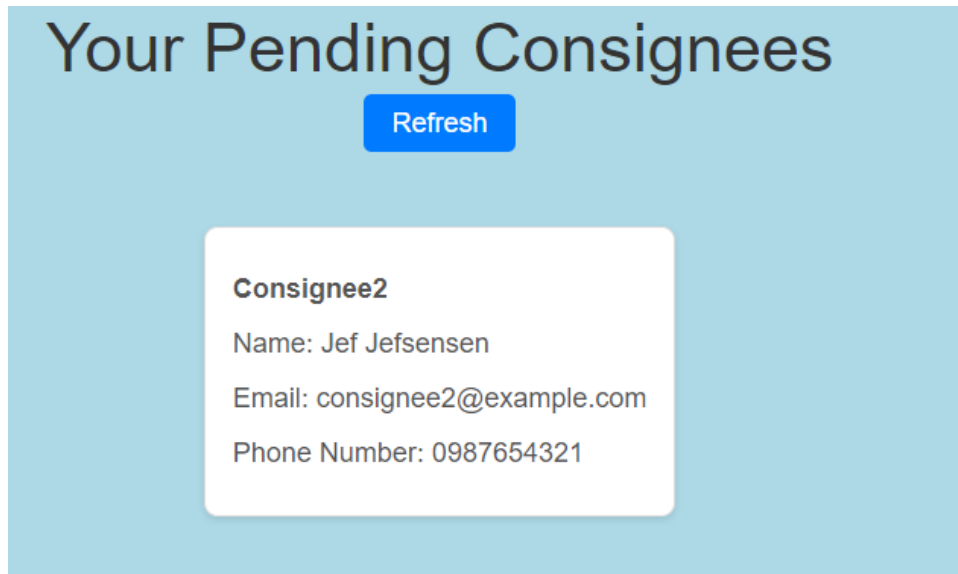 Your Pending Consignees
Refresh
Consignee2
Name: Jef Jefsensen
Email: consignee2@example.com
Phone Number: 0987654321